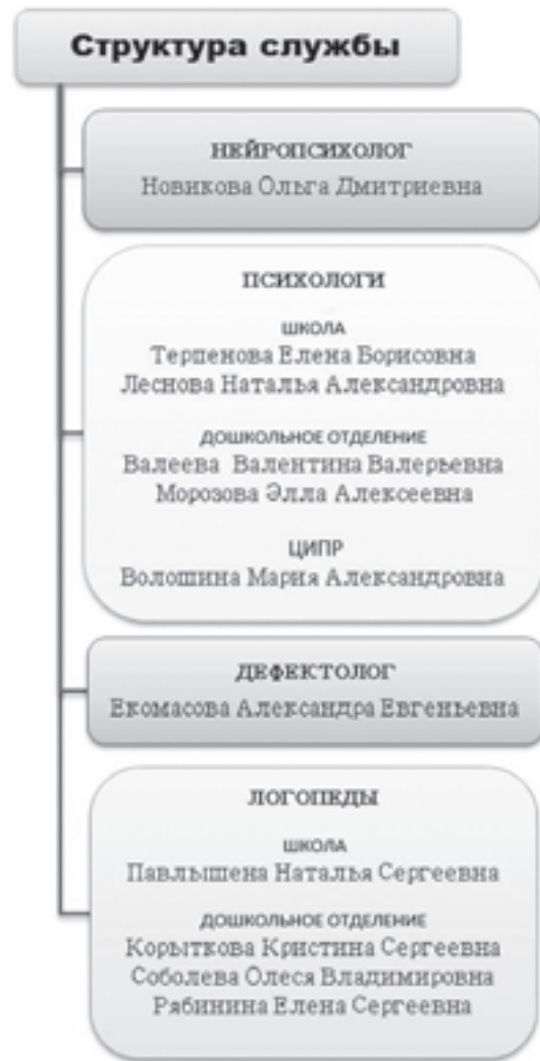 Структура службы
НЕЙРОПСИХОЛОГ
Новикова Ольга Дмитриевна
ПСИХОЛОГИ
ШКОЛА
Терпенова Елена Борисовна
Леснова Наталья Александровна
ДОШКОЛЬНОЕ ОТДЕЛЕНИЕ
Валеева Валентина Валерьевна
Морозова Элла Алексеевна
ЦИПР
Волошина Мария Александровна
ДЕФЕКТОЛОГ
Екомасова Александра Евгеньевна
ЛОГОПЕДЫ
ШКОЛА
Павлышена Наталья Сергеевна
ДОШКОЛЬНОЕ ОТДЕЛЕНИЕ
Корыткова Кристина Сергеевна
Соболева Олеся Владимировна
Рябинина Елена Сергеевна